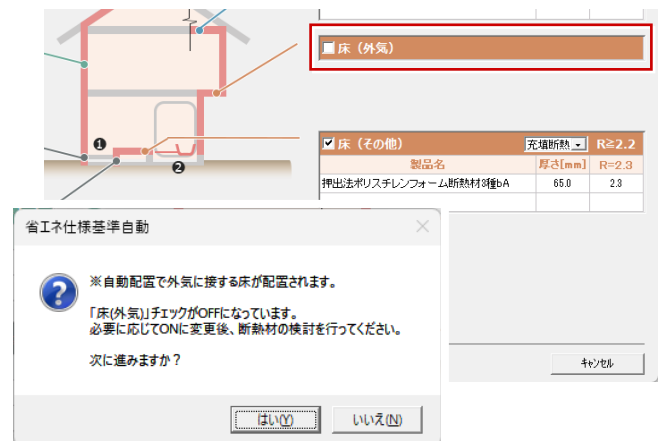 床（外気）
❶
❷
床（その他） 充填断熱 R≧2.2
製品名 厚さ[mm] R=2.3
押出法ポリスチレンフォーム断熱材3種bA 65.0 2.3
省エネ仕様基準自動
※自動配置で外気に接する床が配置されます。
「床(外気)」チェックがOFFになっています。
必要に応じてONに変更後、断熱材の検討を行ってください。
次に進みますか？
はい(Y) いいえ(N)
キャンセル